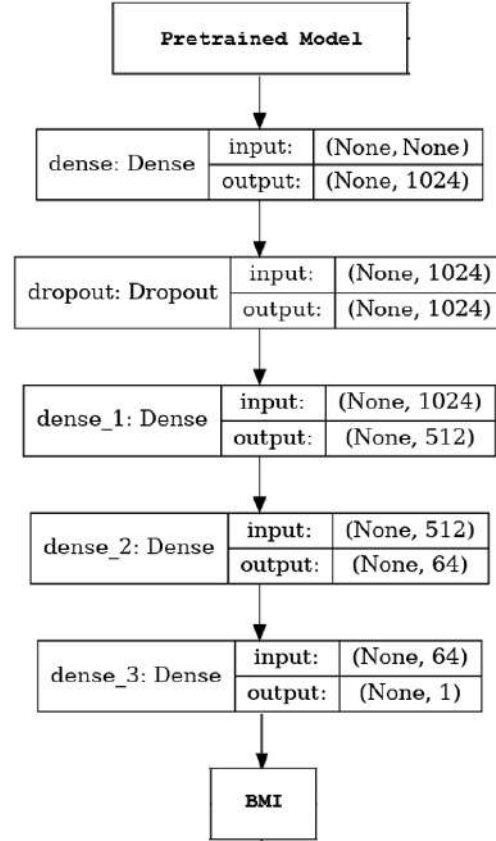 Pretrained Model
dense: Dense
input: (None, None)
output: (None, 1024)
dropout: Dropout
input: (None, 1024)
output: (None, 1024)
dense_1: Dense
input: (None, 1024)
output: (None, 512)
dense_2: Dense
input: (None, 512)
output: (None, 64)
dense_3: Dense
input: (None, 64)
output: (None, 1)
BMI